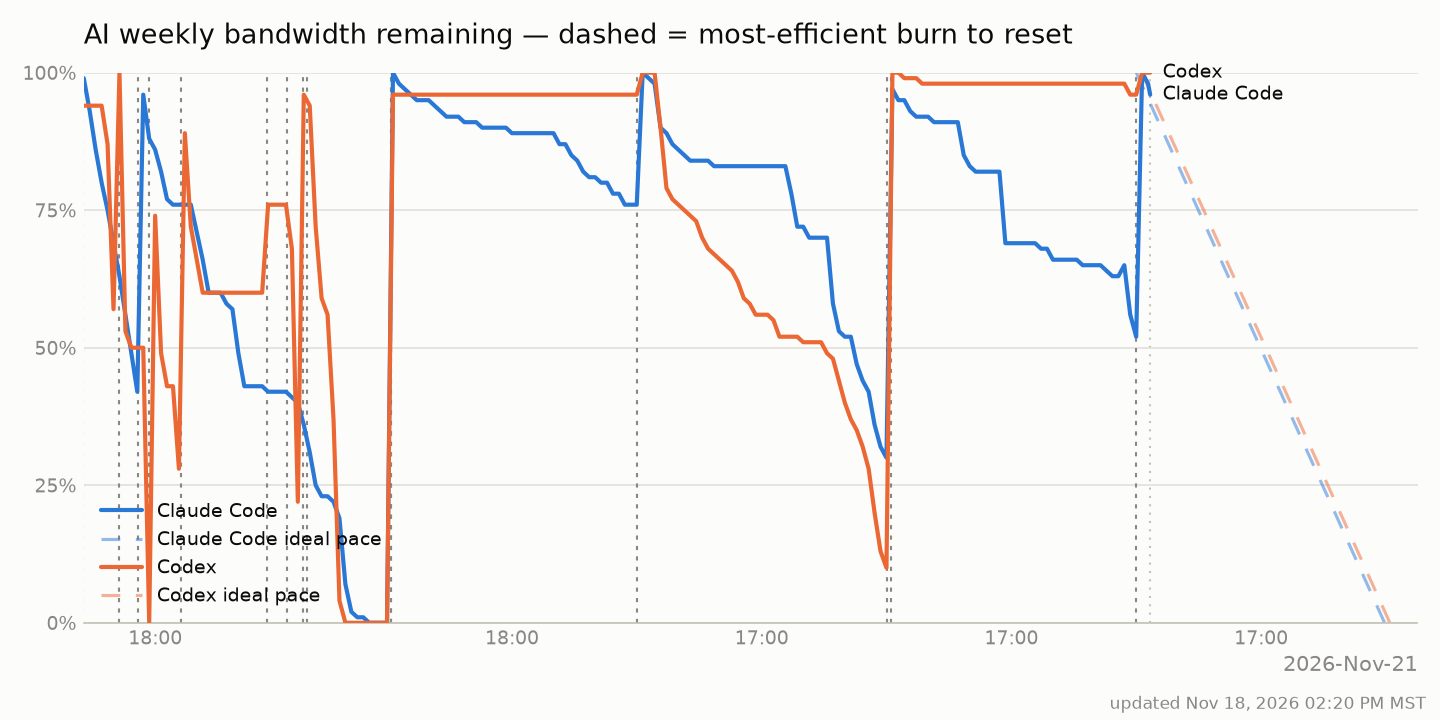 AI weekly bandwidth remaining — dashed = most-efficient burn to reset
100%
75%
50%
25%
0%
Codex
Claude Code
Claude Code
Claude Code ideal pace
Codex
Codex ideal pace
18:00
18:00
17:00
17:00
17:00
2026-Nov-21
updated Nov 18, 2026 02:20 PM MST